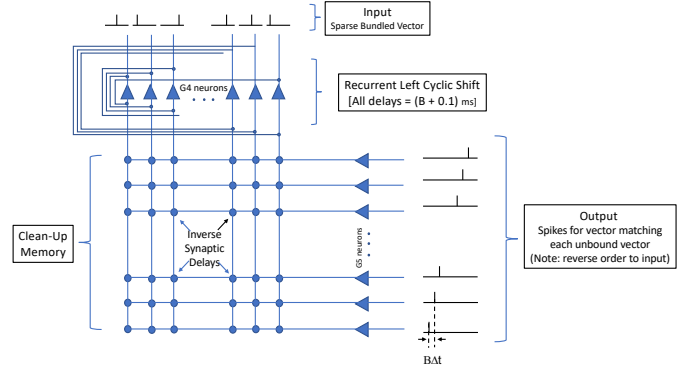 Input
Sparse Bundled Vector
G4 neurons
Recurrent Left Cyclic Shift
[All delays = (B + 0.1) ms]
Clean-Up
Memory
Inverse
Synaptic
Delays
G5 neurons
Output
Spikes for vector matching
each unbound vector
(Note: reverse order to input)
BΔt